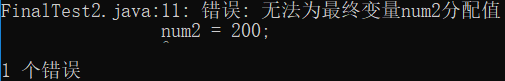 FinalTest2.java:11: 错误: 无法为最终变量num2分配值
num2 = 200;
^
1 个错误